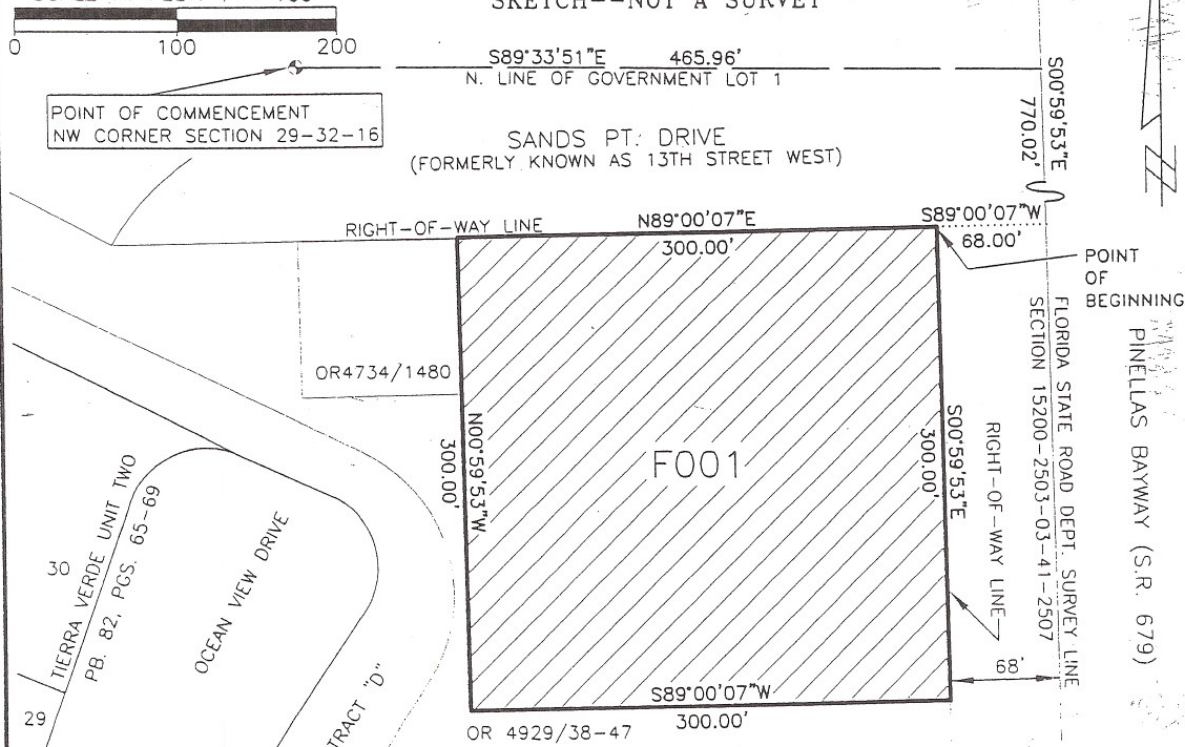 SKETCH--NOT A SURVEY
0 100 200
S89°33'51"E 465.96'
N. LINE OF GOVERNMENT LOT 1
POINT OF COMMENCEMENT
NW CORNER SECTION 29-32-16
SANDS PT. DRIVE
(FORMERLY KNOWN AS 13TH STREET WEST)
S00°59'53"E
770.02'
RIGHT-OF-WAY LINE
N89°00'07"E
300.00'
S89°00'07"W
68.00'
POINT
OF
BEGINNING
OR4734/1480
N00°59'53"W
300.00'
F001
S00°59'53"E
300.00'
RIGHT-OF-WAY LINE
FLORIDA STATE ROAD DEPT. SURVEY LINE
SECTION 15200-2503-03-41-2507
PINELLAS BAYWAY (S.R. 679)
30
TIERRA VERDE UNIT TWO
PB. 82, PGS. 65-69
OCEAN VIEW DRIVE
29
TRACT "D"
S89°00'07"W
300.00'
68'
OR 4929/38-47